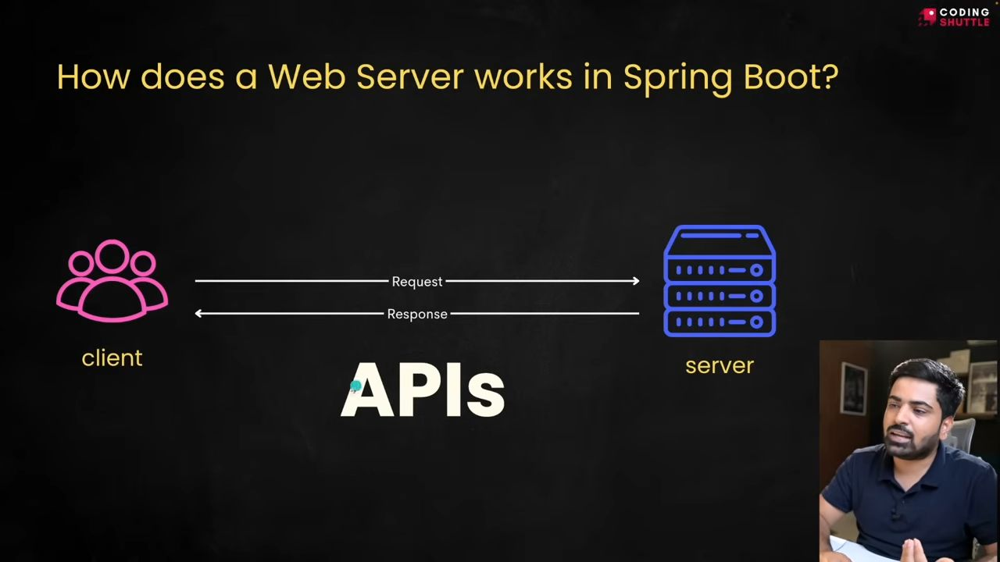 CODING
SHUTTLE
How does a Web Server works in Spring Boot?
Request
Response
client
server
APIs